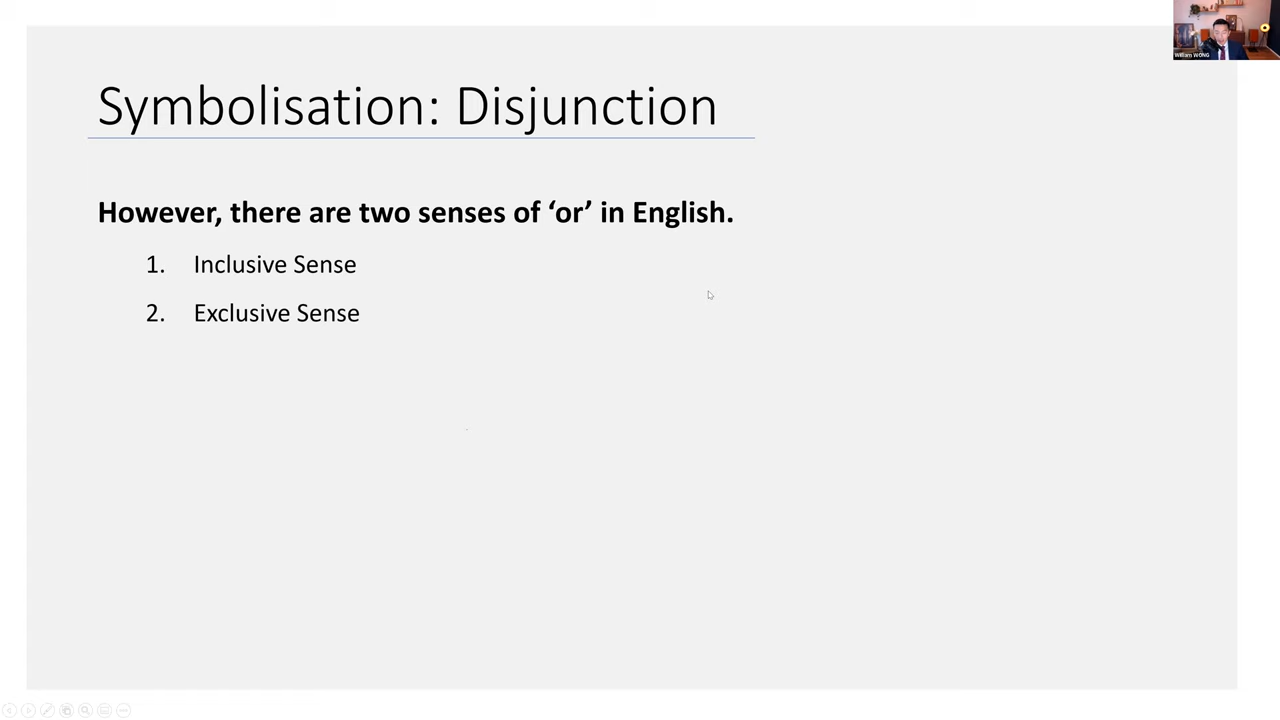 William WONG
Symbolisation: Disjunction
However, there are two senses of ‘or’ in English.
1. Inclusive Sense
2. Exclusive Sense